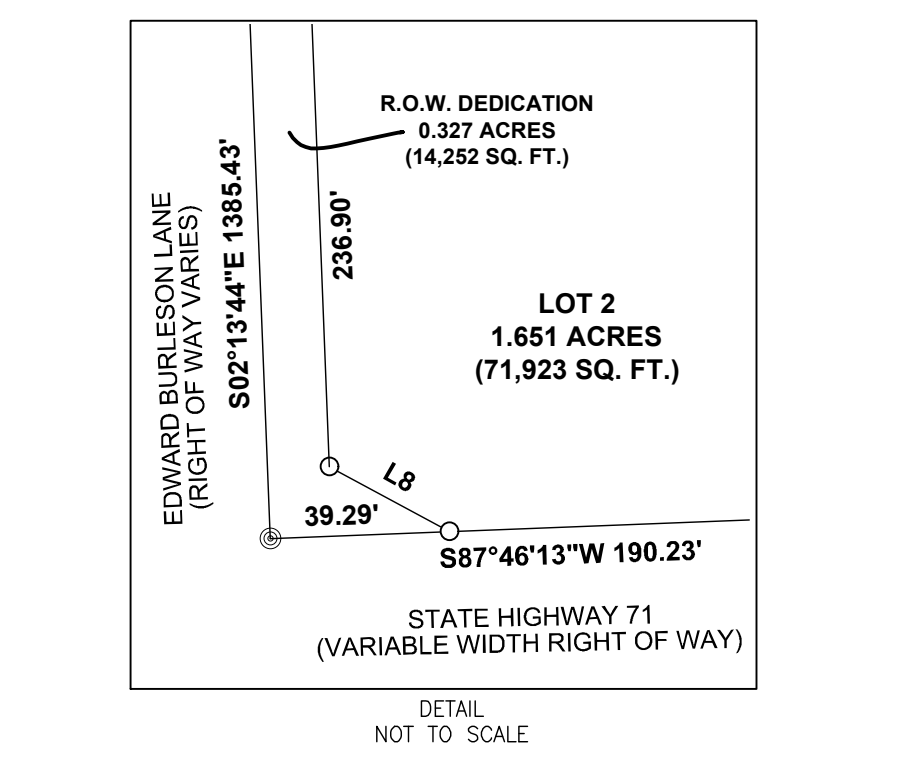 R.O.W. DEDICATION
0.327 ACRES
(14,252 SQ. FT.)
EDWARD BURLESON LANE
(RIGHT OF WAY VARIES)
S02°13'44"E 1385.43'
236.90'
LOT 2
1.651 ACRES
(71,923 SQ. FT.)
L8
39.29'
S87°46'13"W 190.23'
STATE HIGHWAY 71
(VARIABLE WIDTH RIGHT OF WAY)
DETAIL
NOT TO SCALE